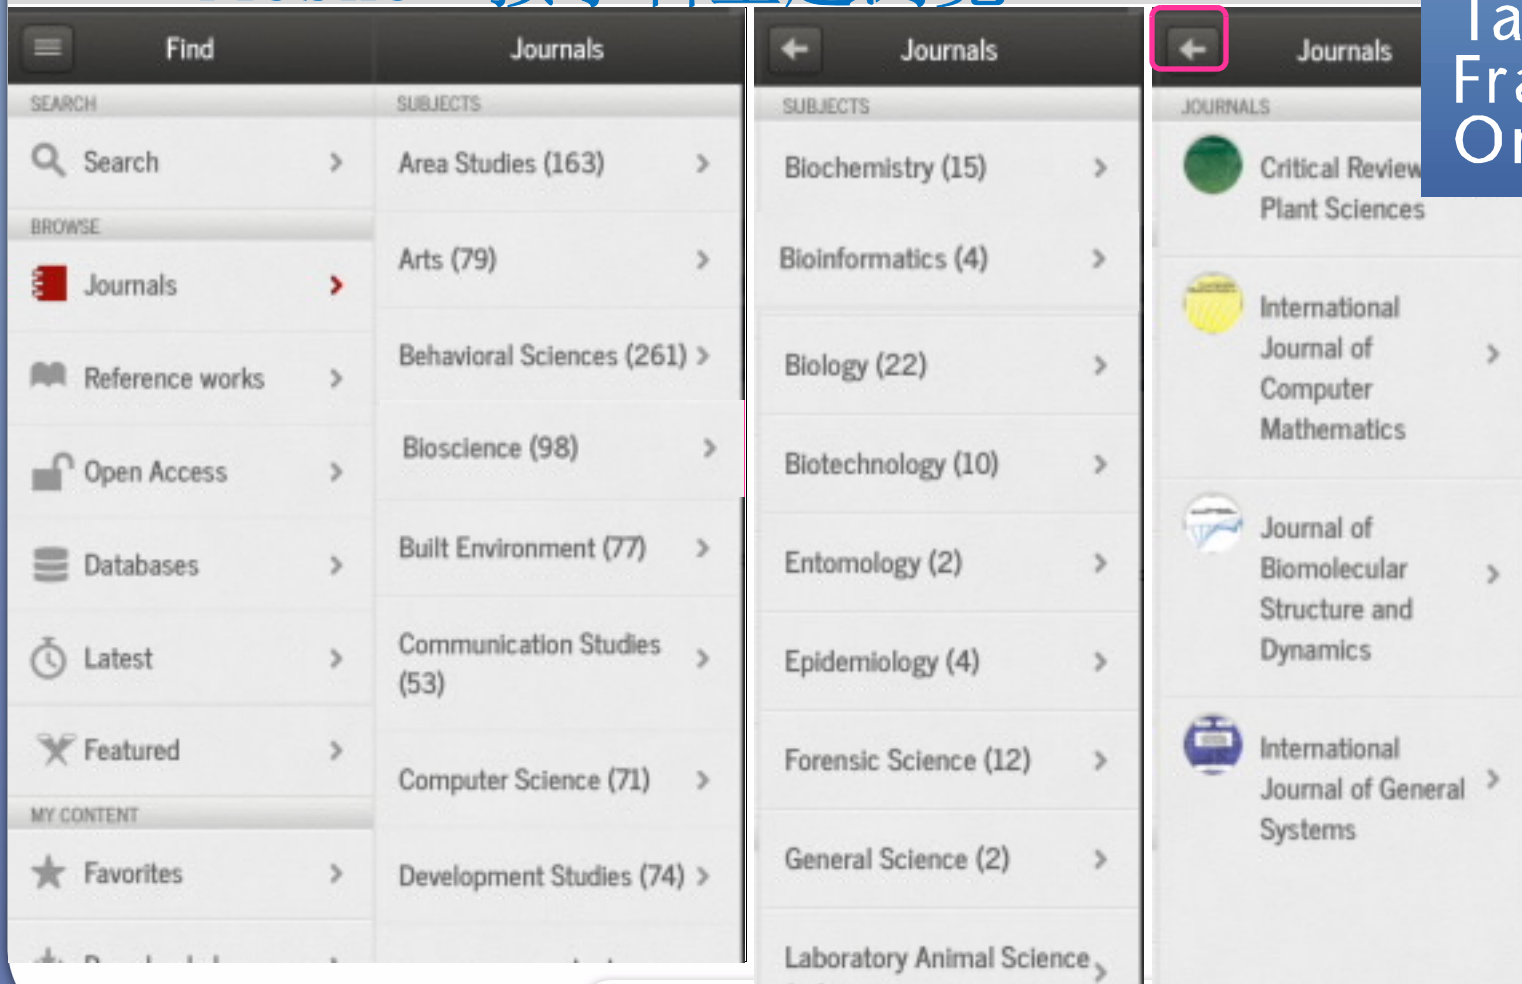 Find
SEARCH
Search
BROWSE
Journals
Reference works
Open Access
Databases
Latest
Featured
MY CONTENT
Favorites
Journals
SUBJECTS
Area Studies (163)
Arts (79)
Behavioral Sciences (261)
Bioscience (98)
Built Environment (77)
Communication Studies
(53)
Computer Science (71)
Development Studies (74)
Journals
SUBJECTS
Biochemistry (15)
Bioinformatics (4)
Biology (22)
Biotechnology (10)
Entomology (2)
Epidemiology (4)
Forensic Science (12)
General Science (2)
Laboratory Animal Science
Journals
JOURNALS
Critical Review
Plant Sciences
International
Journal of
Computer
Mathematics
Journal of
Biomolecular
Structure and
Dynamics
International
Journal of General
Systems
Ta
Fra